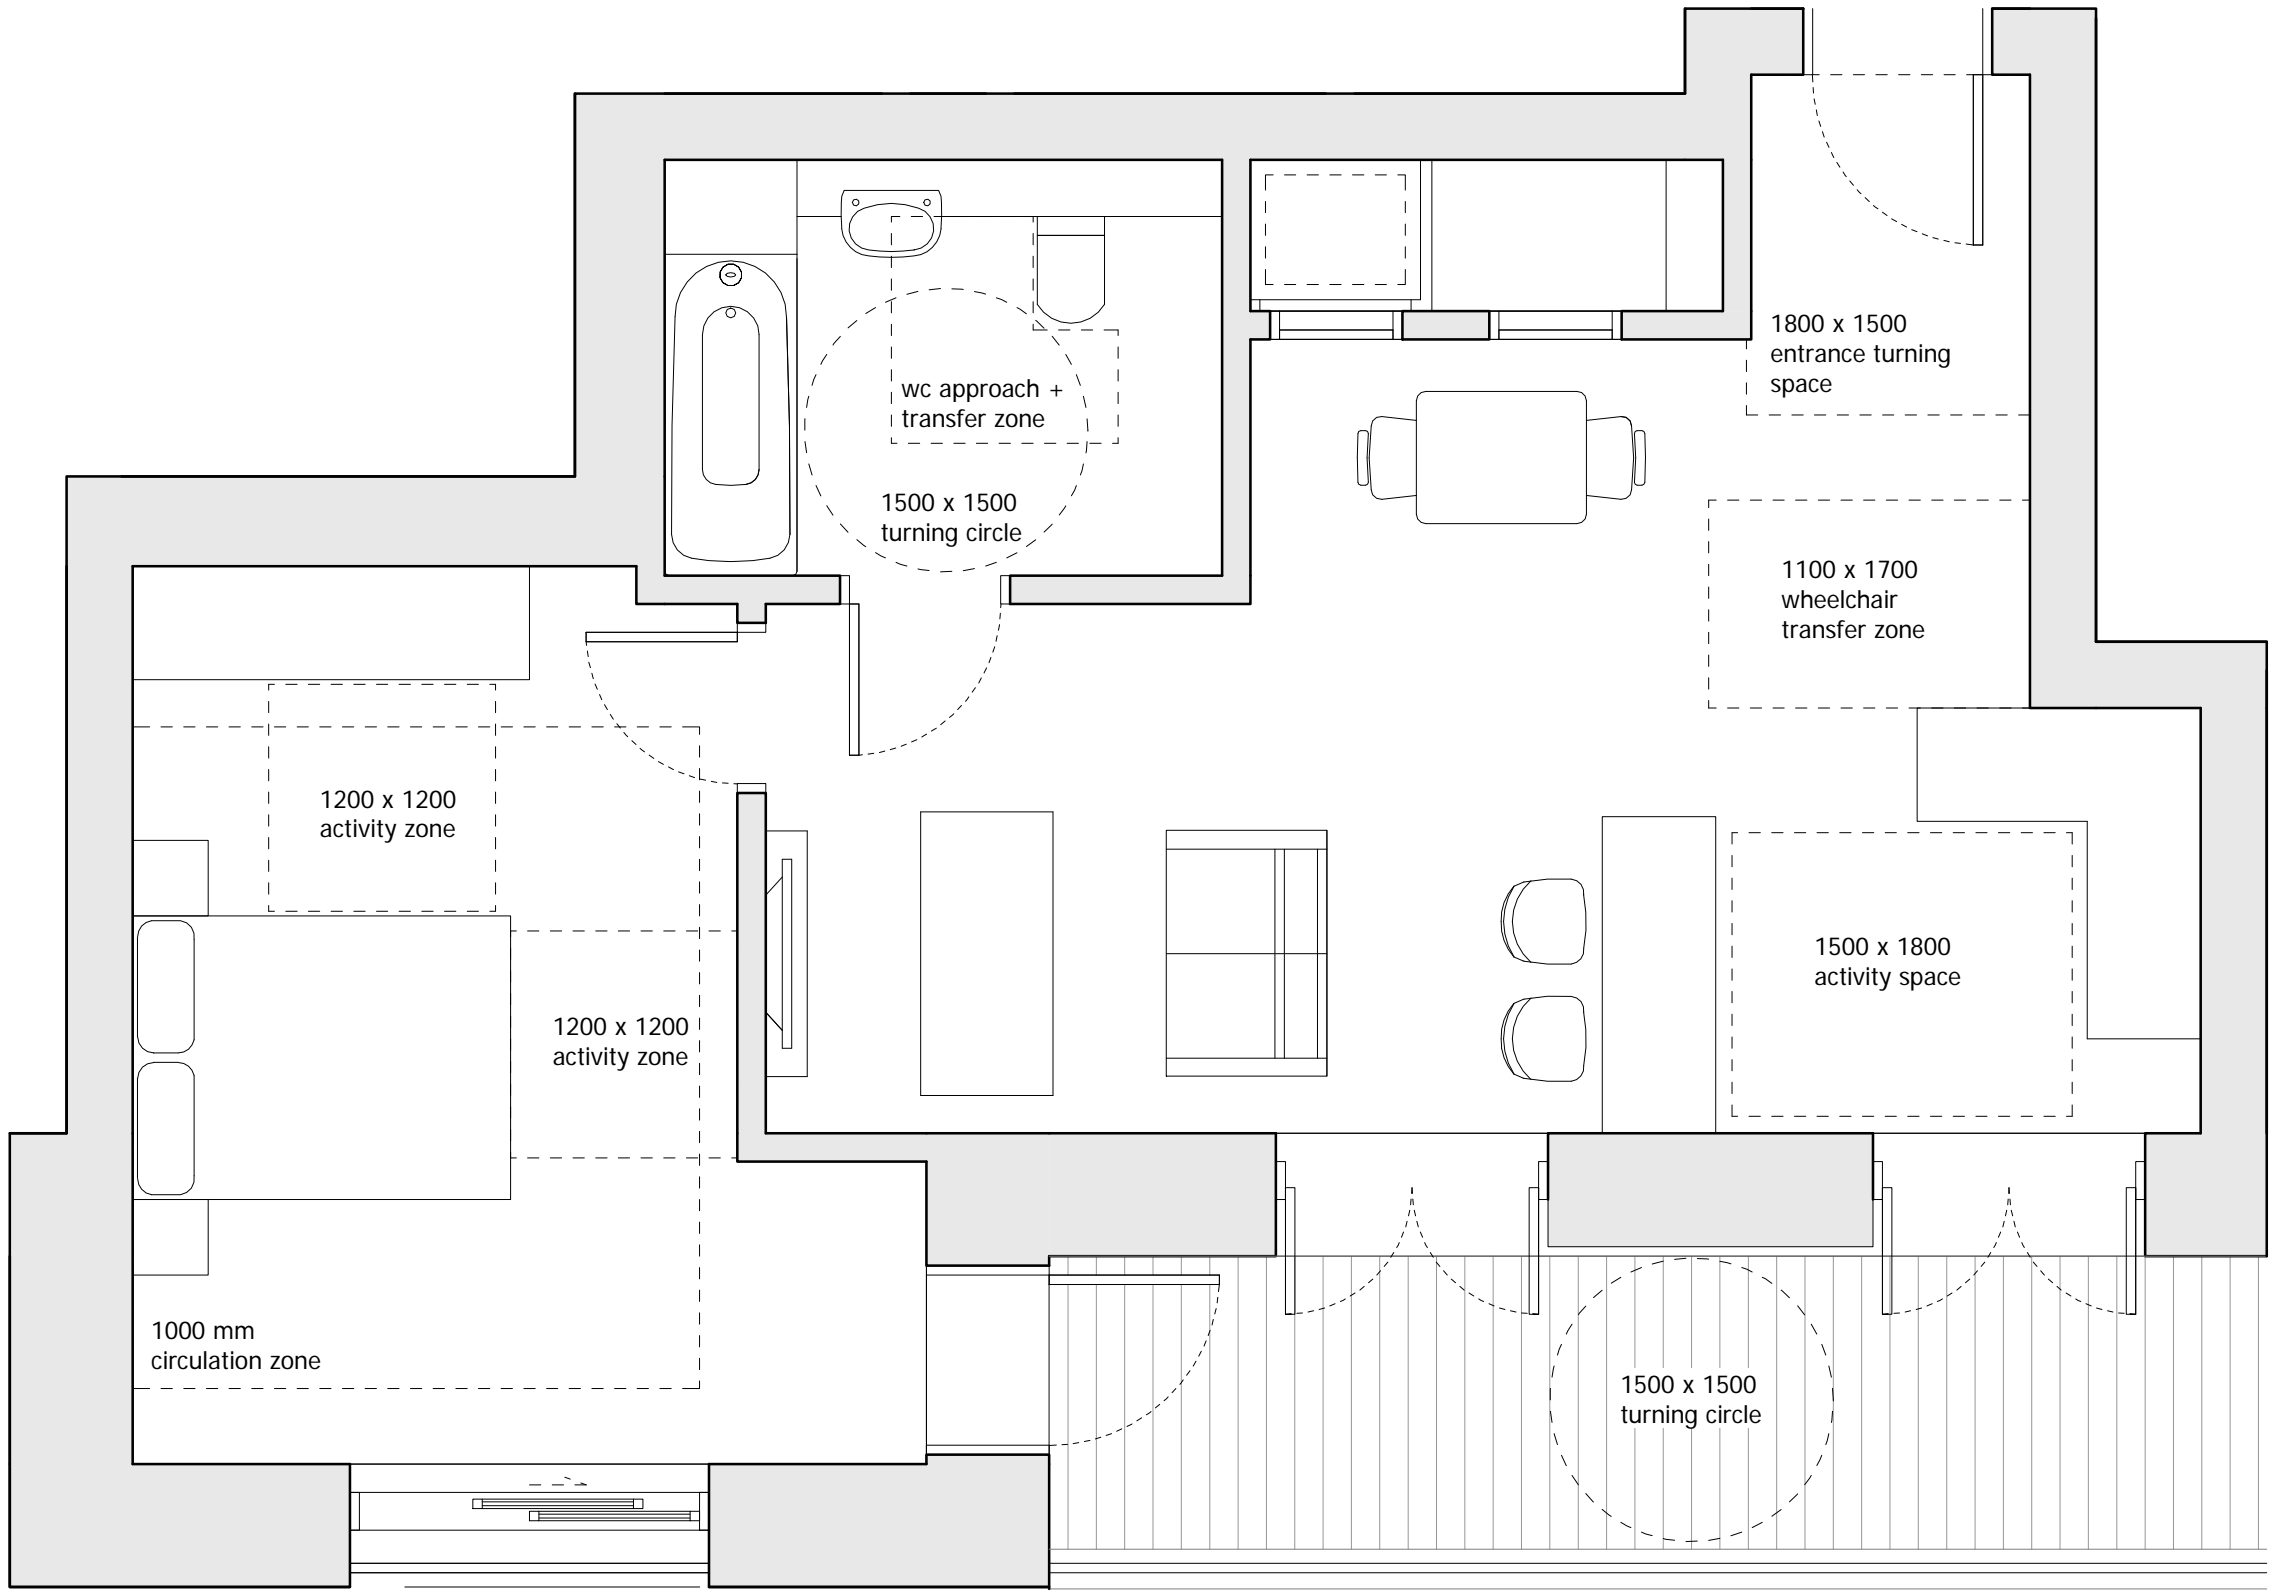 1800 x 1500
entrance turning
space
wc approach +
transfer zone
1500 x 1500
turning circle
1100 x 1700
wheelchair
transfer zone
1200 x 1200
activity zone
1500 x 1800
activity space
1200 x 1200
activity zone
1000 mm
circulation zone
1500 x 1500
turning circle